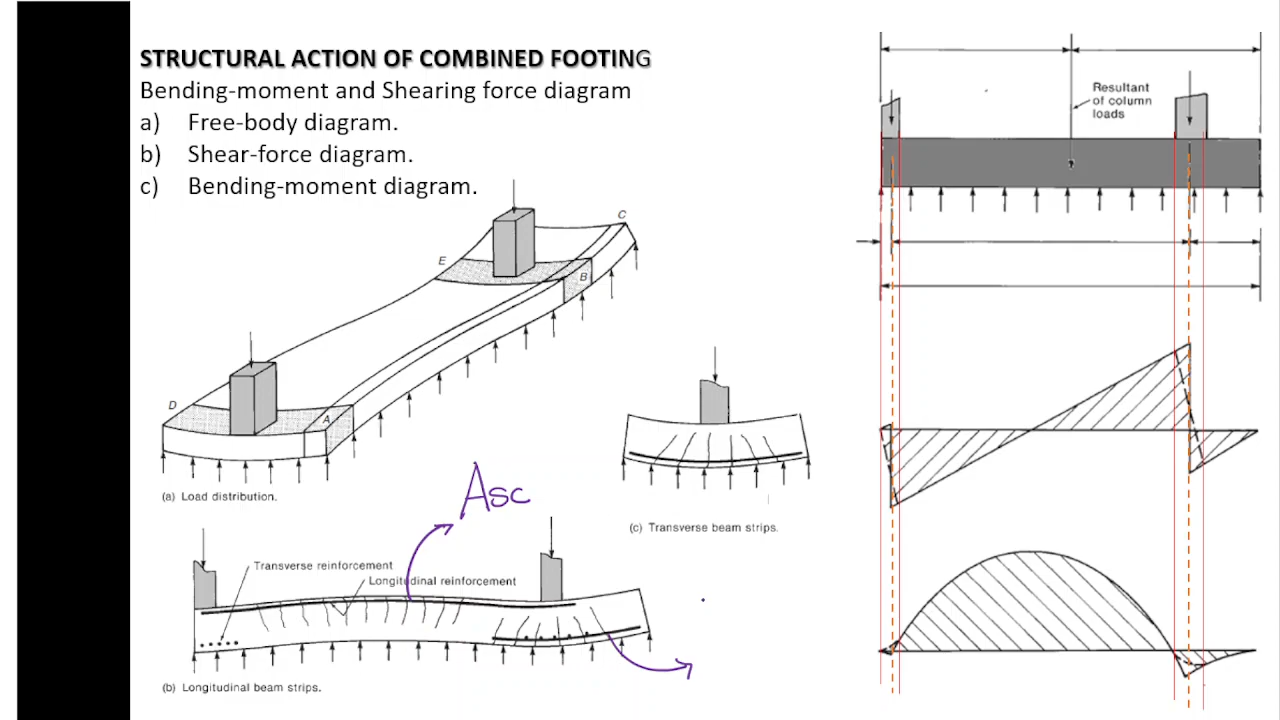 STRUCTURAL ACTION OF COMBINED FOOTING
Bending-moment and Shearing force diagram
a) Free-body diagram.
b) Shear-force diagram.
c) Bending-moment diagram.
Resultant
of column
loads
C
E
B
D
A
(a) Load distribution.
Asc
(c) Transverse beam strips.
Transverse reinforcement
Longitudinal reinforcement
(b) Longitudinal beam strips.